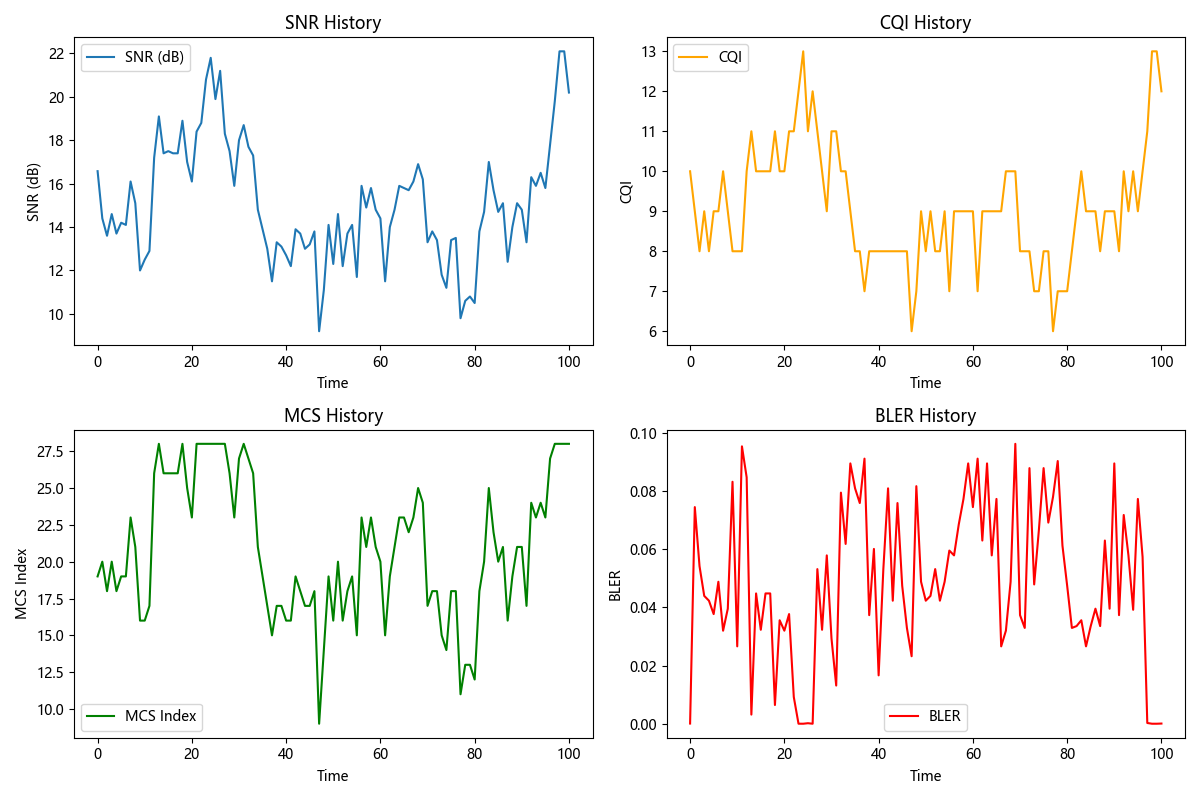 SNR History
SNR (dB)
SNR (dB)
22
20
18
16
14
12
10
0 20 40 60 80 100
Time
CQI History
CQI
CQI
13
12
11
10
9
8
7
6
0 20 40 60 80 100
Time
MCS History
MCS Index
27.5
25.0
22.5
20.0
17.5
15.0
12.5
10.0
MCS Index
0 20 40 60 80 100
Time
BLER History
BLER
0.10
0.08
0.06
0.04
0.02
0.00
BLER
0 20 40 60 80 100
Time